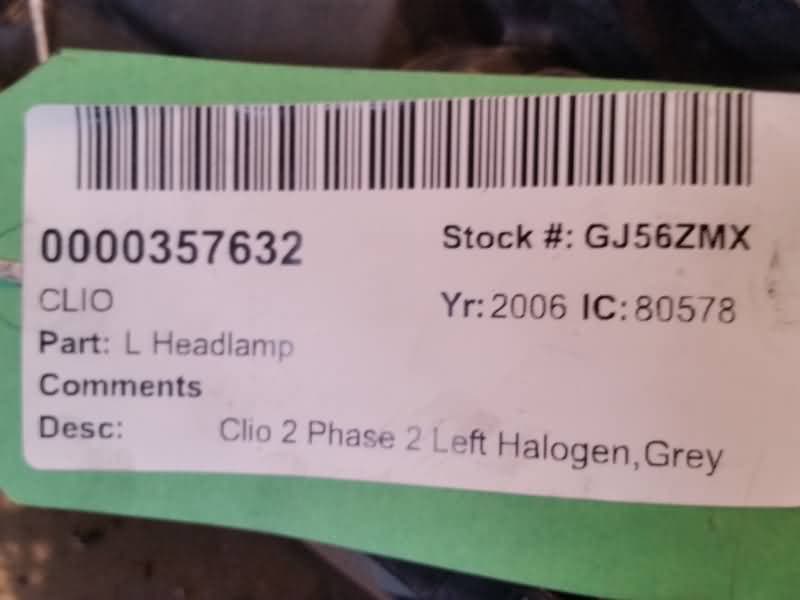 0000357632
Stock #: GJ56ZMX
CLIO
Yr: 2006 IC: 80578
Part: L Headlamp
Comments
Desc: Clio 2 Phase 2 Left Halogen,Grey